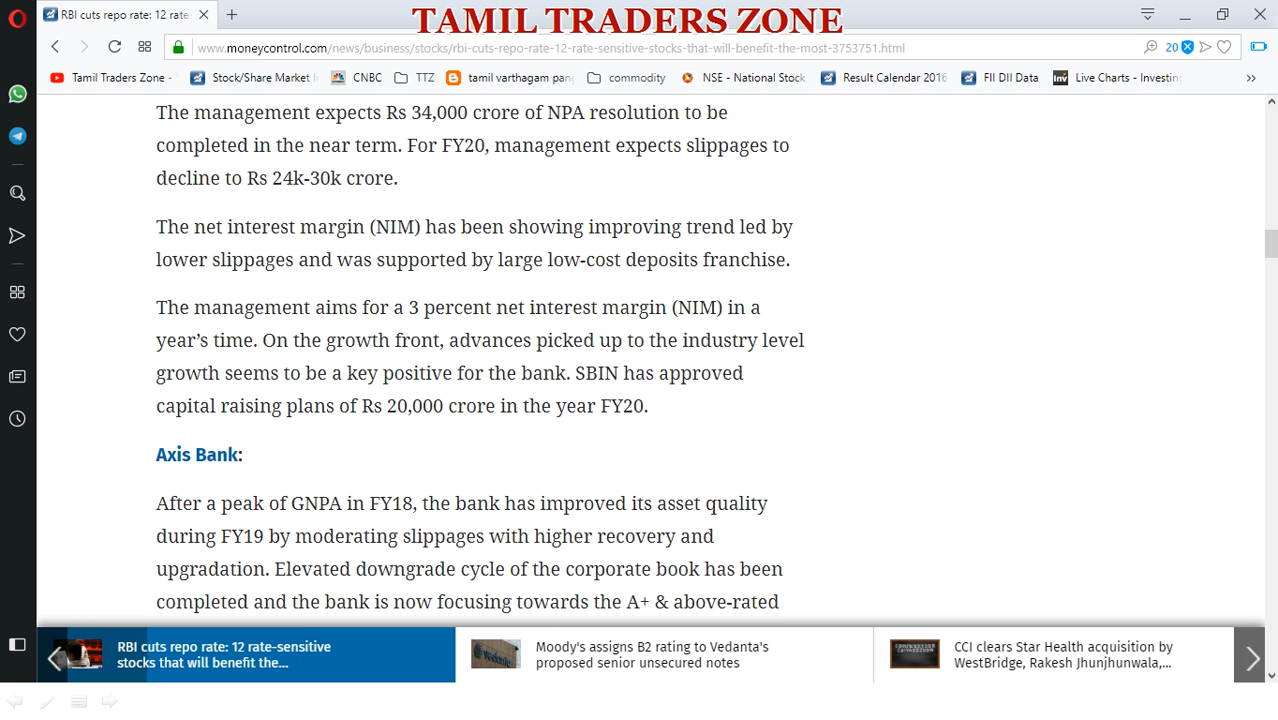 RBI cuts repo rate: 12 rate-
TAMIL TRADERS ZONE
www.moneycontrol.com/news/business/stocks/rbi-cuts-repo-rate-12-rate-sensitive-stocks-that-will-benefit-the-most-3753751.html
20
Tamil Traders Zone -
Stock/Share Market I
CNBC
TTZ
tamil varthagam pan
commodity
NSE - National Stock
Result Calendar 2016
FII DII Data
Inv
Live Charts - Investin
The management expects Rs 34,000 crore of NPA resolution to be
completed in the near term. For FY20, management expects slippages to
decline to Rs 24k-30k crore.
The net interest margin (NIM) has been showing improving trend led by
lower slippages and was supported by large low-cost deposits franchise.
The management aims for a 3 percent net interest margin (NIM) in a
year’s time. On the growth front, advances picked up to the industry level
growth seems to be a key positive for the bank. SBIN has approved
capital raising plans of Rs 20,000 crore in the year FY20.
Axis Bank:
After a peak of GNPA in FY18, the bank has improved its asset quality
during FY19 by moderating slippages with higher recovery and
upgradation. Elevated downgrade cycle of the corporate book has been
completed and the bank is now focusing towards the A+ & above-rated
RBI cuts repo rate: 12 rate-sensitive
stocks that will benefit the...
Moody's assigns B2 rating to Vedanta's
proposed senior unsecured notes
CCI clears Star Health acquisition by
WestBridge, Rakesh Jhunjhunwala,...